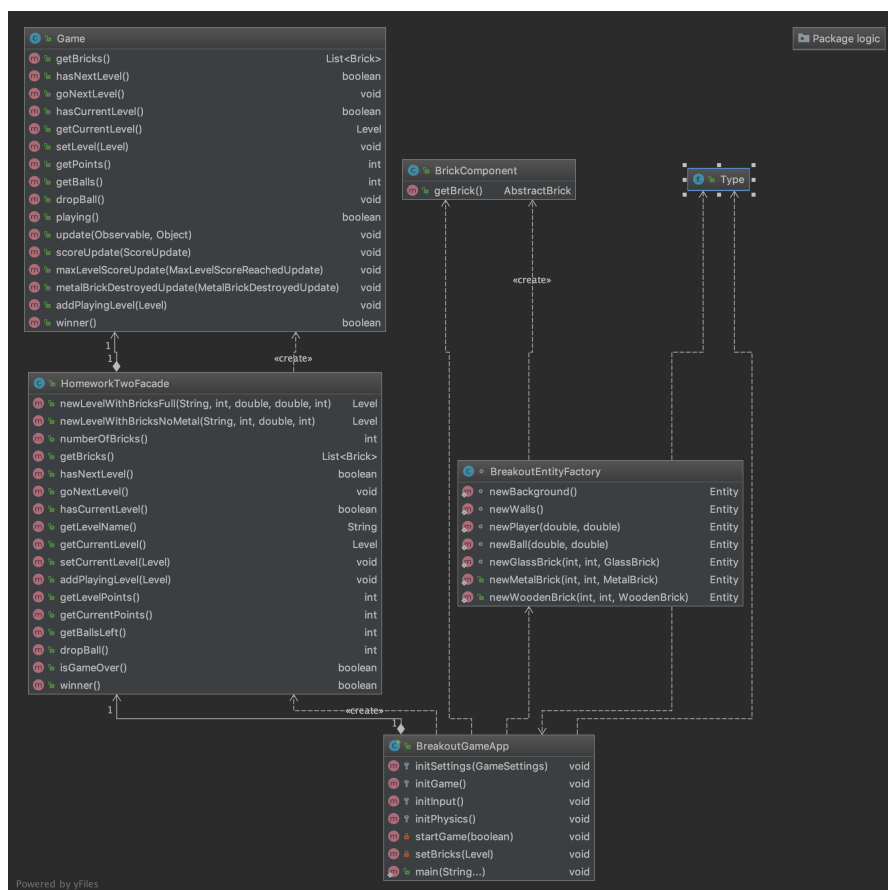 Package logic
Game
getBricks() List<Brick>
hasNextLevel() boolean
goNextLevel() void
hasCurrentLevel() boolean
getCurrentLevel() Level
setLevel(Level) void
getPoints() int
getBalls() int
dropBall() void
playing() boolean
update(Observable, Object) void
scoreUpdate(ScoreUpdate) void
maxLevelScoreUpdate(MaxLevelScoreReachedUpdate) void
metalBrickDestroyedUpdate(MetalBrickDestroyedUpdate) void
addPlayingLevel(Level) void
winner() boolean
BrickComponent
getBrick() AbstractBrick
Type
«create»
1
1
«create»
HomeworkTwoFacade
newLevelWithBricksFull(String, int, double, double, int) Level
newLevelWithBricksNoMetal(String, int, double, int) Level
numberOfBricks() int
getBricks() List<Brick>
hasNextLevel() boolean
goNextLevel() void
hasCurrentLevel() boolean
getLevelName() String
getCurrentLevel() Level
setCurrentLevel(Level) void
addPlayingLevel(Level) void
getLevelPoints() int
getCurrentPoints() int
getBallsLeft() int
dropBall() int
isGameOver() boolean
winner() boolean
BreakoutEntityFactory
newBackground() Entity
newWalls() Entity
newPlayer(double, double) Entity
newBall(double, double) Entity
newGlassBrick(int, int, GlassBrick) Entity
newMetalBrick(int, int, MetalBrick) Entity
newWoodenBrick(int, int, WoodenBrick) Entity
1
«create»
1
BreakoutGameApp
initSettings(GameSettings) void
initGame() void
initInput() void
initPhysics() void
startGame(boolean) void
setBricks(Level) void
main(String...) void
Powered by yFiles